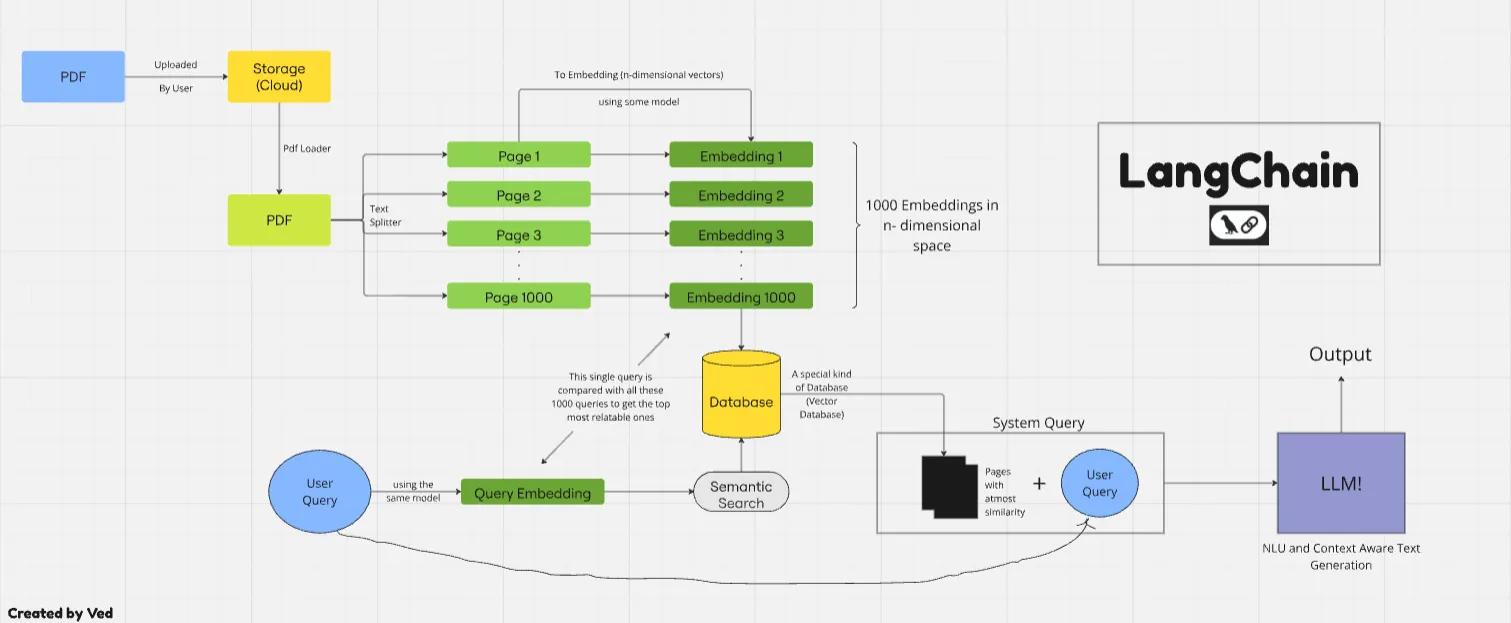 PDF
Uploaded
By User
Storage
(Cloud)
Pdf Loader
PDF
Text
Splitter
To Embedding (n-dimensional vectors)
using some model
Page 1
Embedding 1
Page 2
Embedding 2
Page 3
Embedding 3
Page 1000
Embedding 1000
1000 Embeddings in
n- dimensional
space
LangChain
This single query is
compared with all these
1000 queries to get the top
most relatable ones
Database
A special kind
of Database
(Vector
Database)
User
Query
using the
same model
Query Embedding
Semantic
Search
System Query
Pages
with
atmost
similarity
+
User
Query
Output
LLM!
NLU and Context Aware Text
Generation
Created by Ved